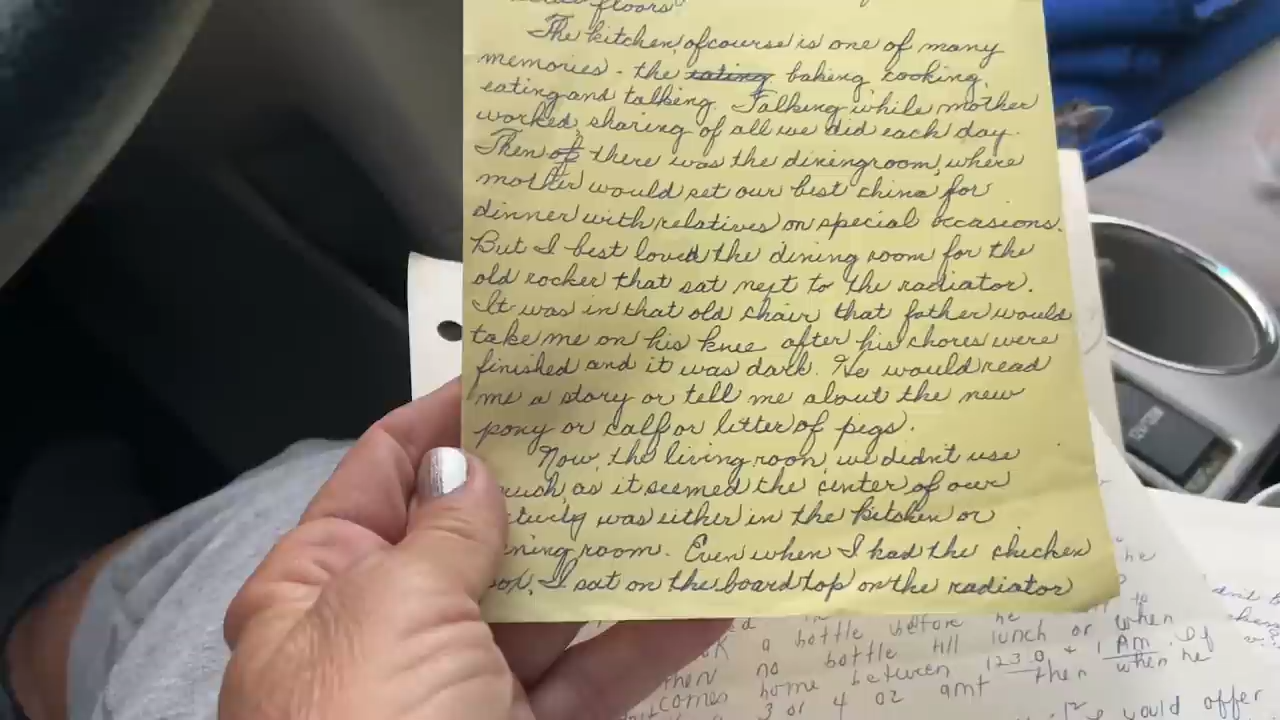 floors
The kitchen, ofcourse is one of many
memories - the eating baking cooking,
eating and talking. Talking while mother
worked, sharing of all we did each day.
Then of there was the diningroom, where
mother would set our best china for
dinner with relatives on special occasions.
But I best loved the dining room for the
old rocker that sat next to the radiator.
It was in that old chair that father would
take me on his knee after his chores were
finished and it was dark. He would read
me a story or tell me about the new
pony or calf or litter of pigs.
Now, the living room, we didn't use
much, as it seemed the center of our
was either in the kitchen or
room. Even when I had the chicken
I sat on the board top on the radiator
he
to
a bottle before he
no bottle till lunch or when
comes home between 1230 & 1 AM. If
3 or 4 oz amt then when he
would offer